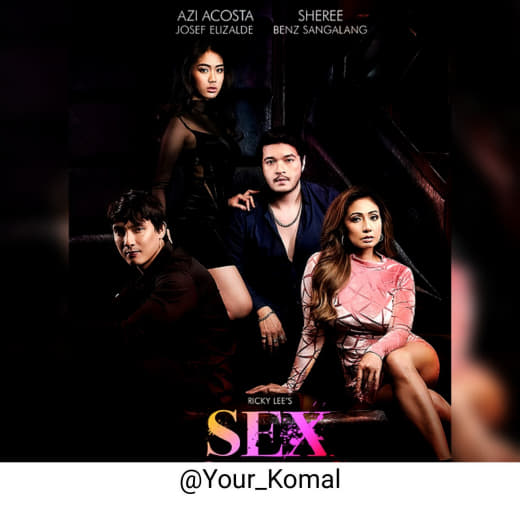 AZI ACOSTA SHEREE
JOSEF ELIZALDE BENZ SANGALANG
RICKY LEE'S
SEX
@Your_Komal